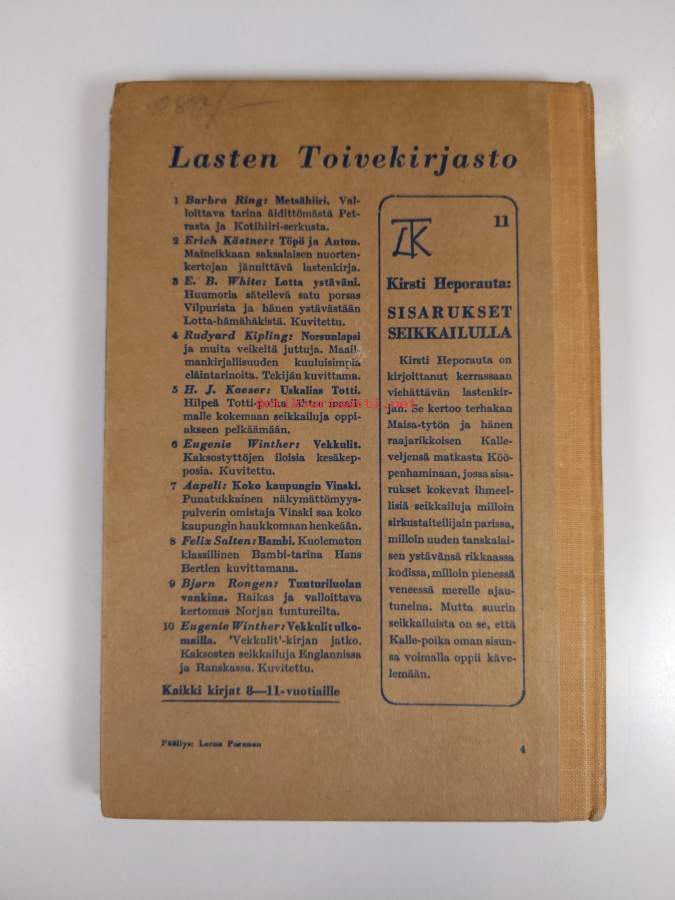 Lasten Toivekirjasto
1 Barbra Ring: Metsähiiri. Val-
loittava tarina äidittömästä Pet-
rasta ja Kotihiiri-serkusta.
2 Erich Kästner: Töpö ja Anton.
Maineikkaan saksalaisen nuorten-
kertojan jännittävä lastenkirja.
3 E. B. White: Lotta ystäväni.
Huumoria säteilevä satu porsas
Vilpurista ja hänen ystävästään
Lotta-hämähäkistä. Kuvitettu.
4 Rudyard Kipling: Norsunlapsi
ja muita veikeitä juttuja. Maail-
mankirjallisuuden kuuluisimpia
eläintarinoita. Tekijän kuvittama.
5 H. J. Kaeser: Uskalias Totti.
Hilpeä Totti-poika lähtee maail-
malle kokemaan seikkailuja oppi-
akseen pelkäämään.
6 Eugenie Winther: Vekkulit.
Kaksostyttöjen iloisia kesäkep-
posia. Kuvitettu.
7 Aapeli: Koko kaupungin Vinski.
Punatukkainen näkymättömyys-
pulverin omistaja Vinski saa koko
kaupungin haukkomaan henkeään.
8 Felix Salten: Bambi. Kuolematon
klassillinen Bambi-tarina Hans
Bertlen kuvittamana.
9 Bjørn Rongen: Tunturiluolan
vankina. Raikas ja valloittava
kertomus Norjan tuntureilta.
10 Eugenie Winther: Vekkulit ulko-
mailla. 'Vekkulit'-kirjan jatko.
Kaksosten seikkailuja Englannissa
ja Ranskassa. Kuvitettu.
Kaikki kirjat 8—11-vuotiaille
LTK
11
Kirsti Heporauta:
SISARUKSET
SEIKKAILULLA
Kirsti Heporauta on
kirjoittanut kerrassaan
viehättävän lastenkir-
jan. Se kertoo terhakan
Maisa-tytön ja hänen
raajarikkoisen Kalle-
veljensä matkasta Köö-
penhaminaan, jossa sisa-
rukset kokevat ihmeel-
lisiä seikkailuja milloin
sirkustaiteilijain parissa,
milloin uuden tanskalai-
sen ystävänsä rikkaassa
kodissa, milloin pienessä
veneessä merelle ajau-
tuneina. Mutta suurin
seikkailuista on se, että
Kalle-poika oman sisun-
sa voimalla oppii käve-
lemään.
Päällys: Leena Puranen
4